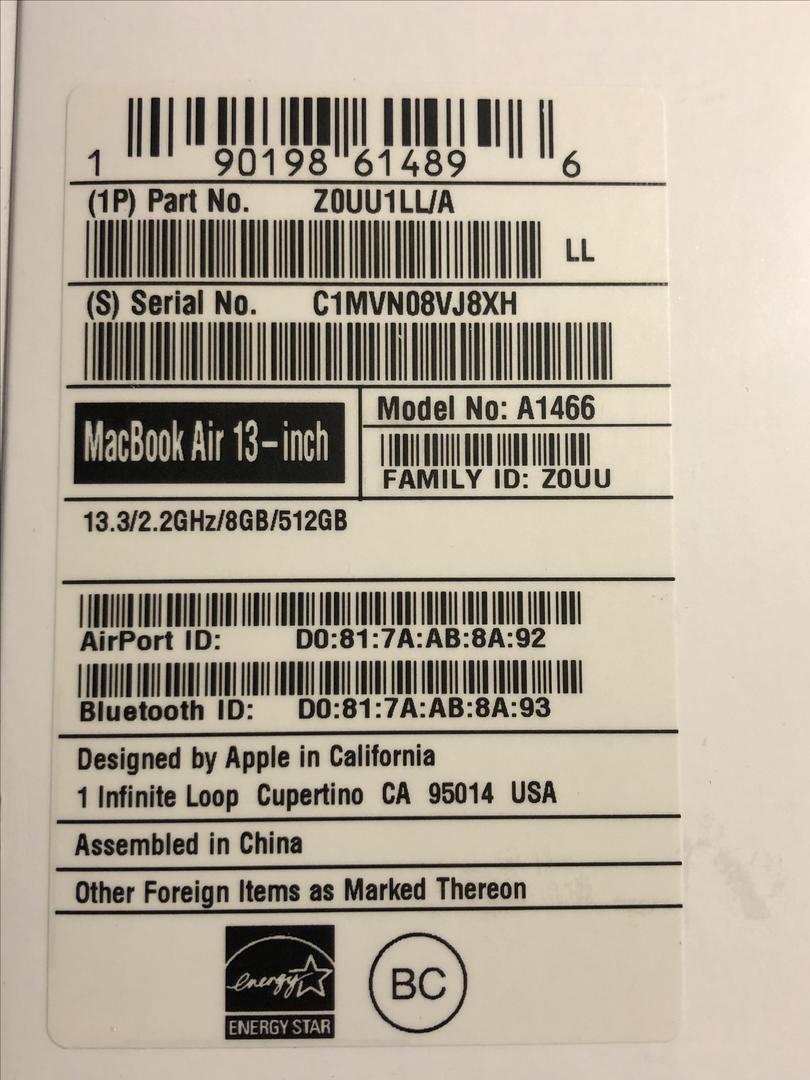 1 90198 61489 6
(1P) Part No. Z0UU1LL/A
LL
(S) Serial No. C1MVN08VJ8XH
MacBook Air 13-inch
Model No: A1466
FAMILY ID: Z0UU
13.3/2.2GHz/8GB/512GB
AirPort ID: D0:81:7A:AB:8A:92
Bluetooth ID: D0:81:7A:AB:8A:93
Designed by Apple in California
1 Infinite Loop Cupertino CA 95014 USA
Assembled in China
Other Foreign Items as Marked Thereon
energy
ENERGY STAR
BC